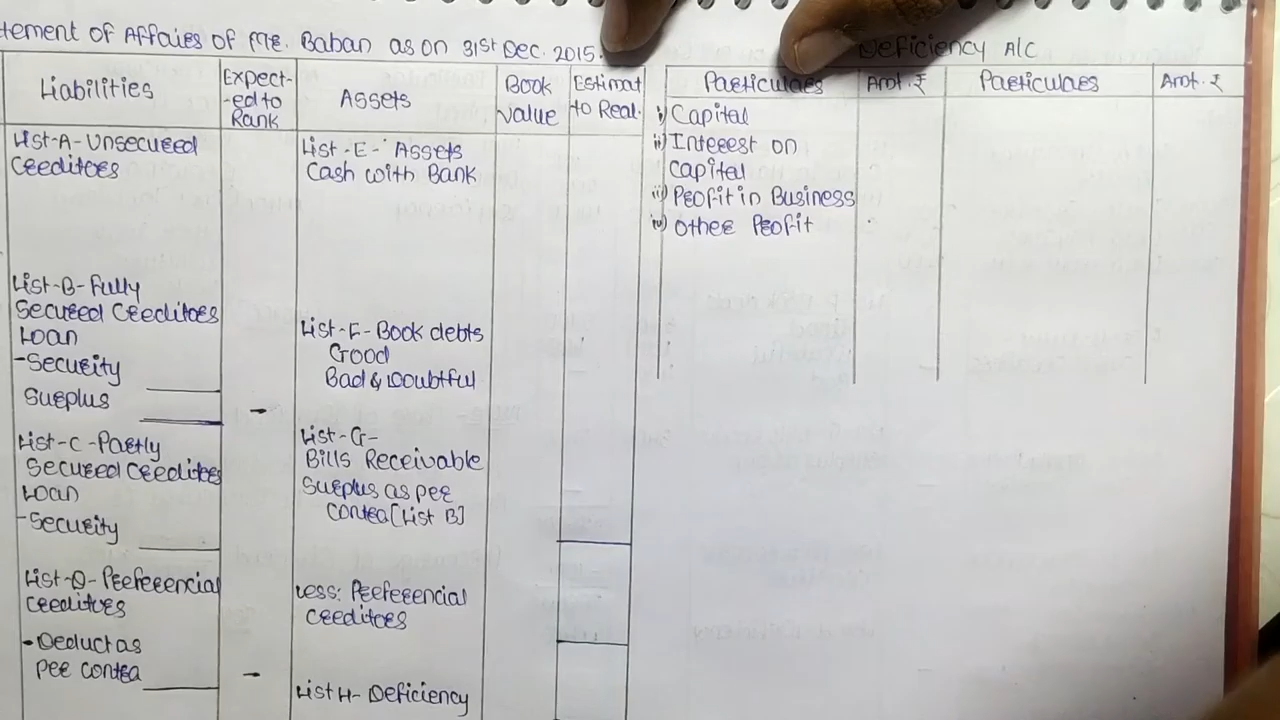 tement of Affairs of Mr. Baban as on 31st Dec. 2015.
Liabilities
Expect-
-ed to
Rank
Assets
Book
Value
Estimat
to Real.
List-A-Unsecured
Creditors
List-E- Assets
Cash with Bank
List-B-Fully
Secured Creditors
Loan
-Security
Surplus
-
List-F-Book debts
Good
Bad & Doubtful
List-C-Partly
Secured Creditors
Loan
-Security
List-G-
Bills Receivable
Surplus as per
contra [List B]
List-D-Preferencial
Creditors
-Deduct as
per contra
-
Less: Preferencial
Creditors
List H- Deficiency
Deficiency A/c
Particulars
Amt. ₹
Particulars
Amt. ₹
i) Capital
ii) Interest on
capital
iii) Profit in Business
iv) Other Profit